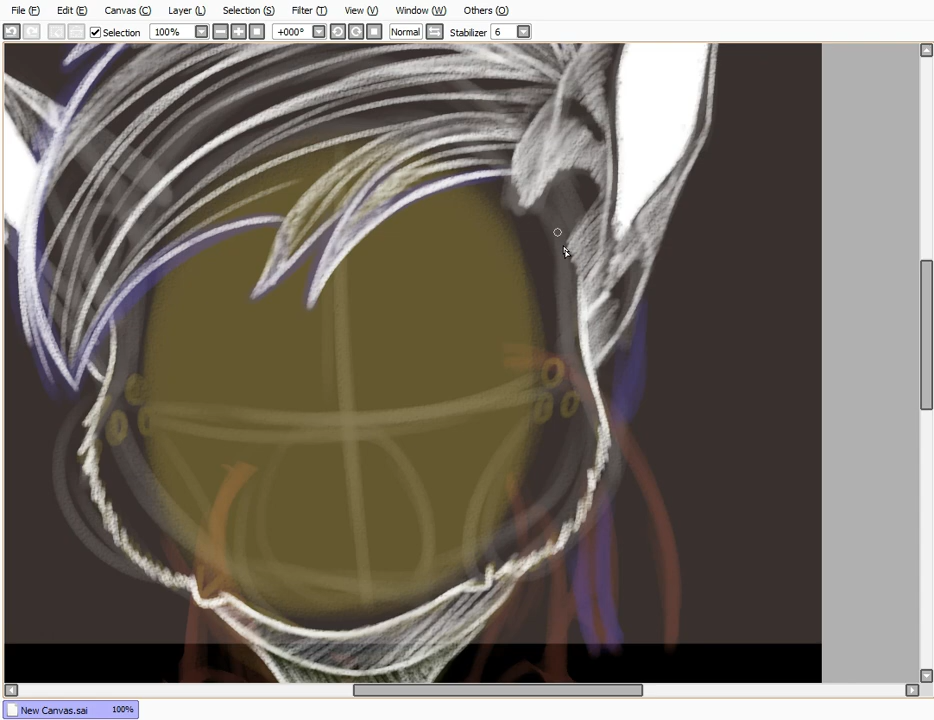 File (F) Edit (E) Canvas (C) Layer (L) Selection (S) Filter (T) View (V) Window (W) Others (O)
Selection 100% +000° Normal Stabilizer 6
New Canvas.sai 100%